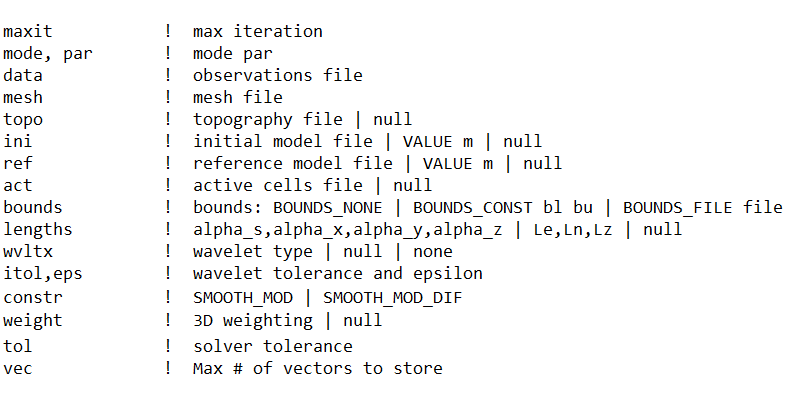 maxit ! max iteration
mode, par ! mode par
data ! observations file
mesh ! mesh file
topo ! topography file | null
ini ! initial model file | VALUE m | null
ref ! reference model file | VALUE m | null
act ! active cells file | null
bounds ! bounds: BOUNDS_NONE | BOUNDS_CONST bl bu | BOUNDS_FILE file
lengths ! alpha_s,alpha_x,alpha_y,alpha_z | Le,Ln,Lz | null
wvltx ! wavelet type | null | none
itol,eps ! wavelet tolerance and epsilon
constr ! SMOOTH_MOD | SMOOTH_MOD_DIF
weight ! 3D weighting | null
tol ! solver tolerance
vec ! Max # of vectors to store